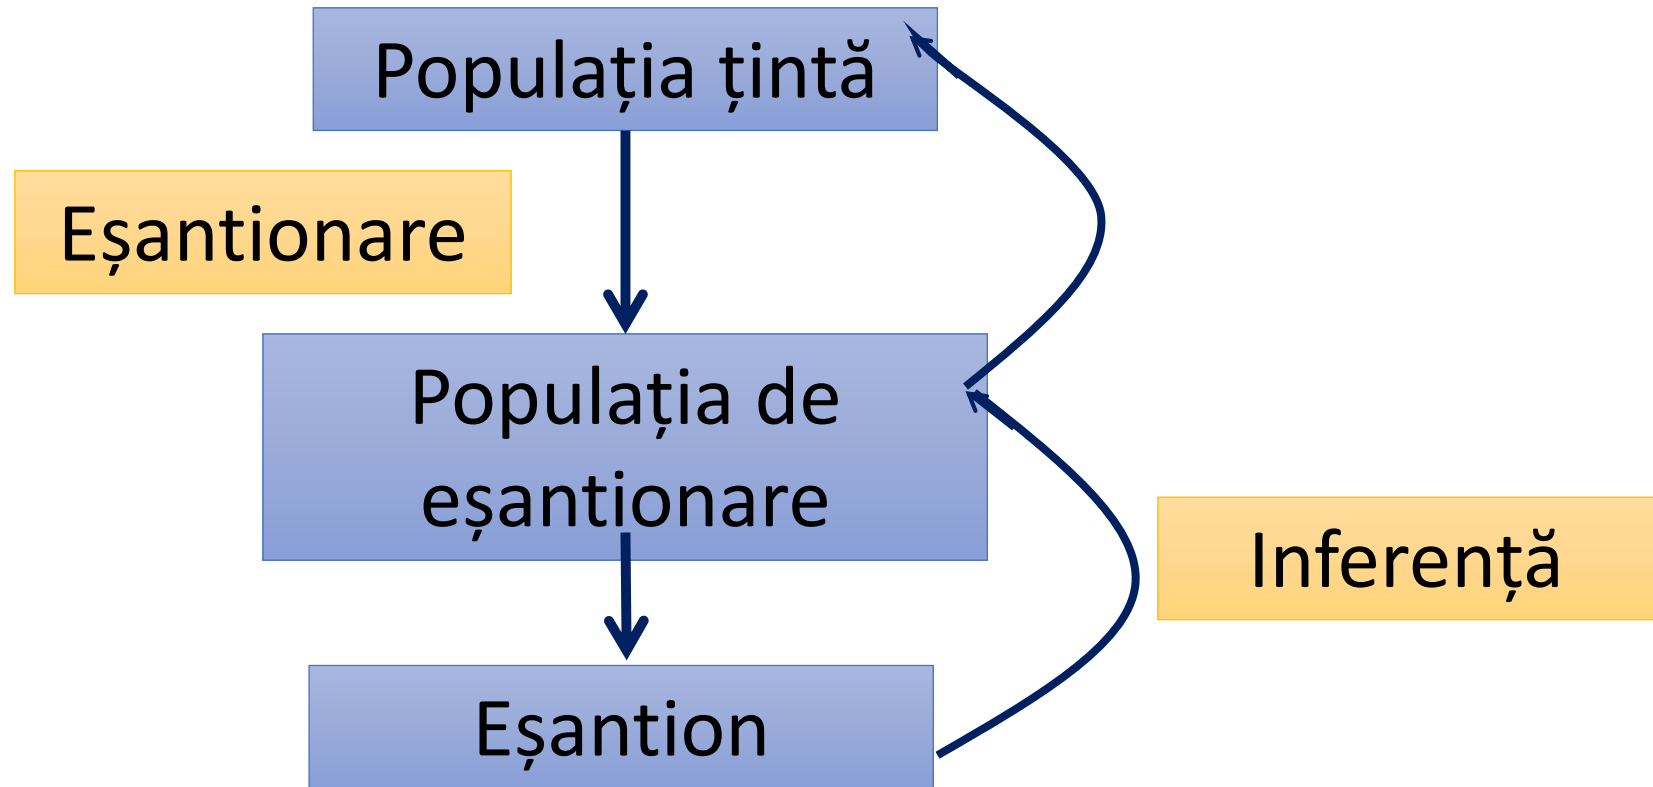 Populația țintă
Eșantionare
Populația de
eșantionare
Inferență
Eșantion